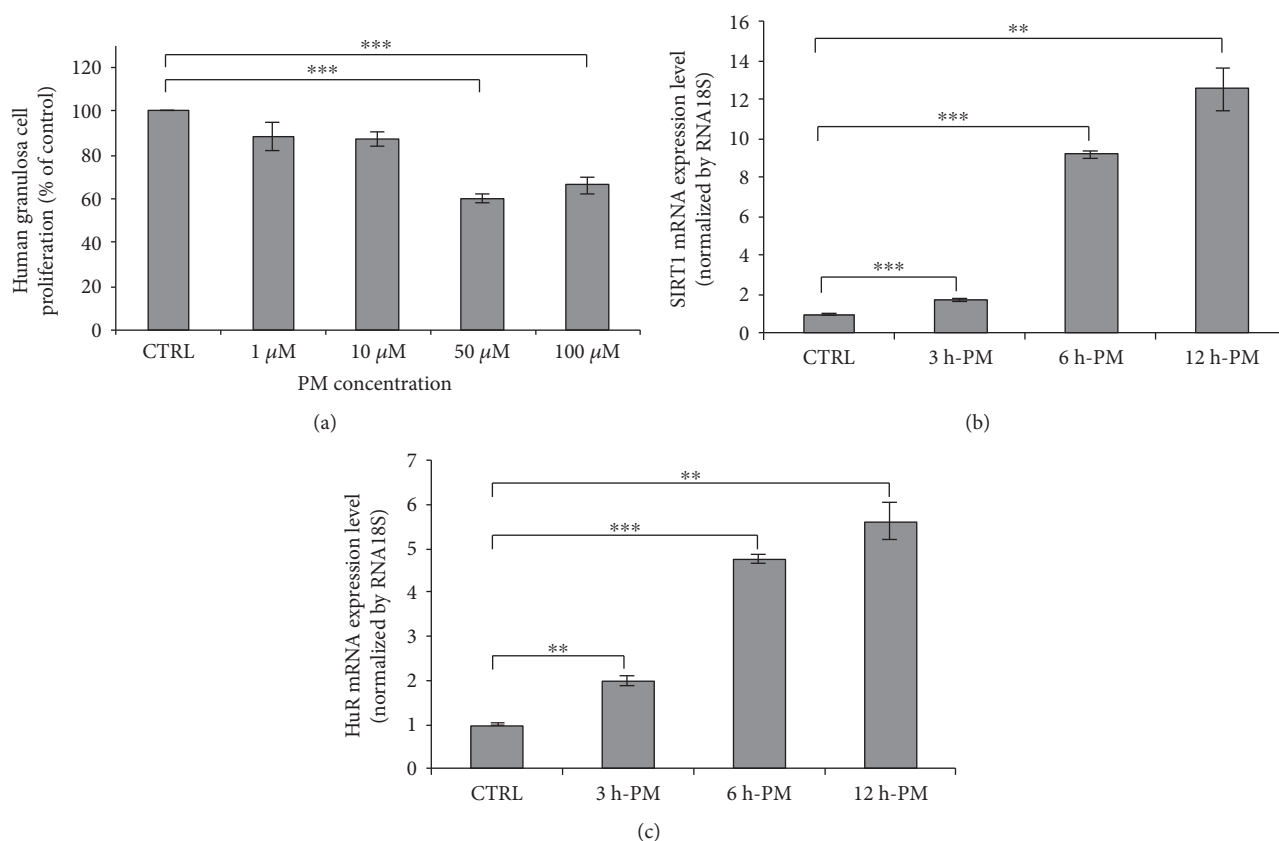 Human granulosa cell
proliferation (% of control)
120
100
80
60
40
20
0
***
***
CTRL 1 μM 10 μM 50 μM 100 μM
PM concentration
(a)
SIRT1 mRNA expression level
(normalized by RNA18S)
16
14
12
10
8
6
4
2
0
**
***
***
CTRL 3 h-PM 6 h-PM 12 h-PM
(b)
HuR mRNA expression level
(normalized by RNA18S)
7
6
5
4
3
2
1
0
**
***
**
CTRL 3 h-PM 6 h-PM 12 h-PM
(c)